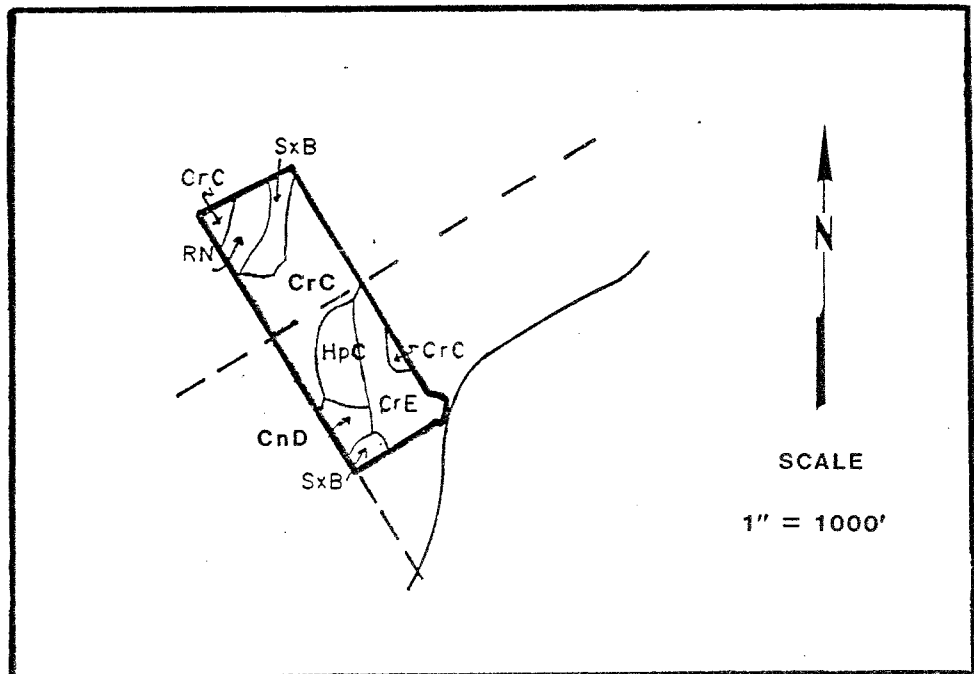 SxB
CrC
RN
N
CrC
HpC
CrC
CrE
CnD
SxB
SCALE
1" = 1000'